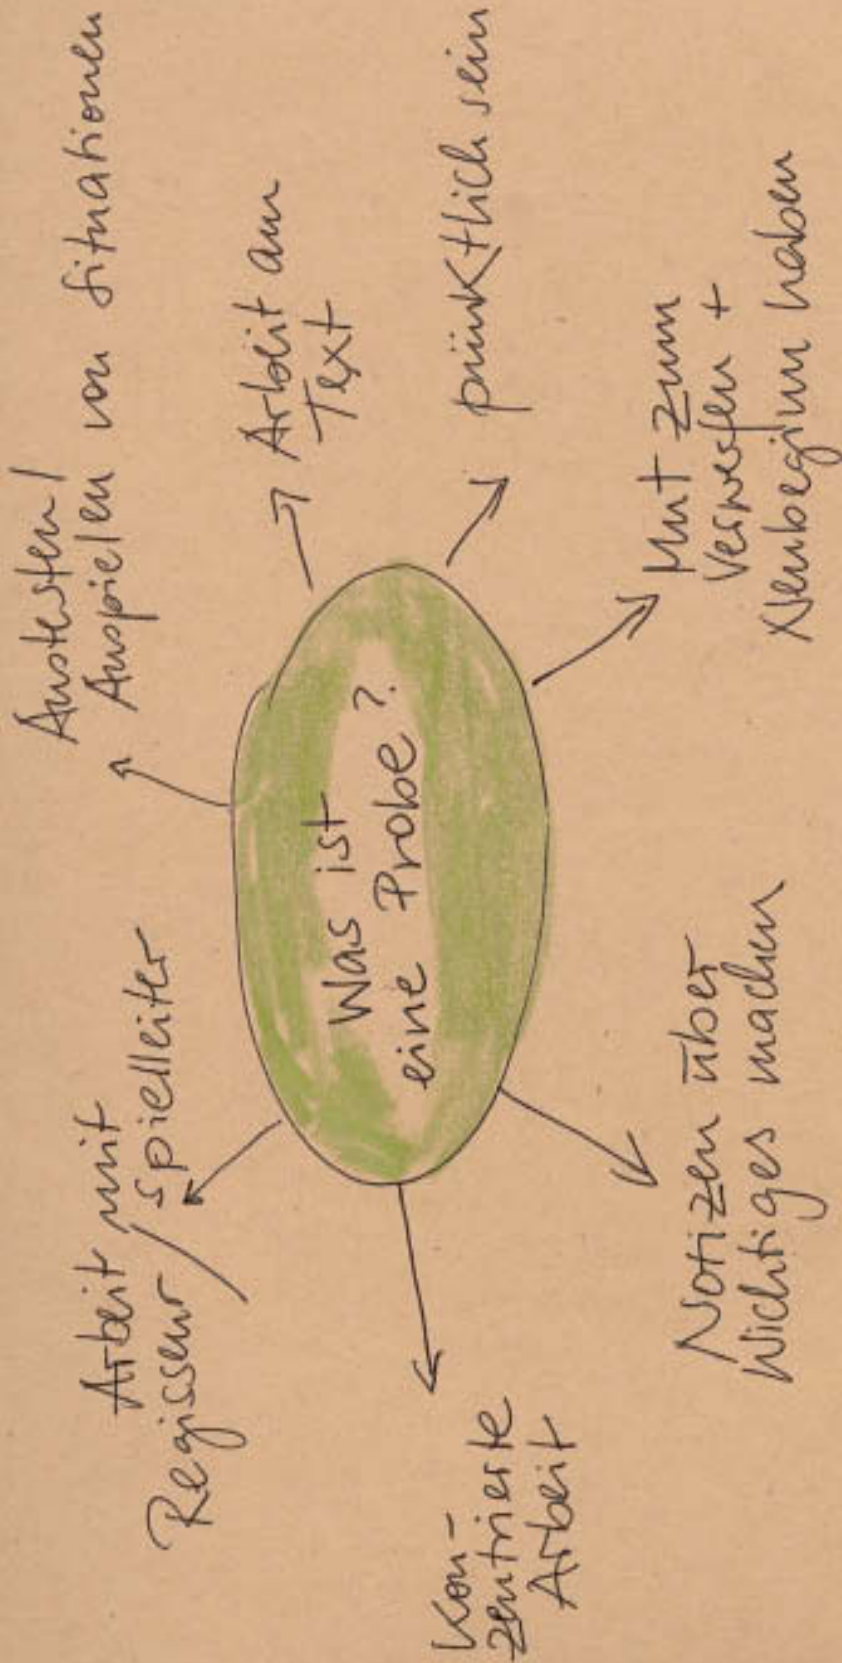 Was ist
eine Probe?
Arbeit mit
Regisseur / Spielleiter
Austesten /
Ausspielen von Situationen
Arbeit am
Text
pünktlich sein
Mut zum
Verwerfen +
Neubeginn haben
Notizen über
Wichtiges machen
Kon-
zentrierte
Arbeit